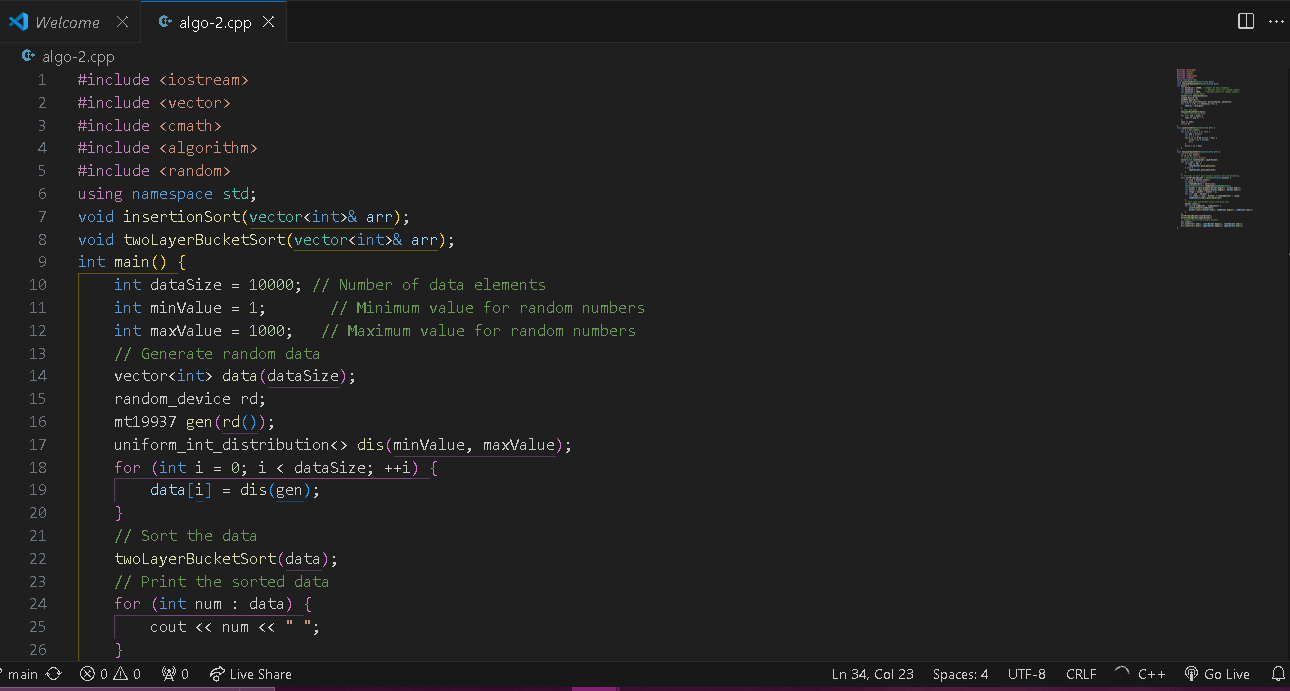 Welcome
algo-2.cpp
algo-2.cpp
1 #include <iostream>
2 #include <vector>
3 #include <cmath>
4 #include <algorithm>
5 #include <random>
6 using namespace std;
7 void insertionSort(vector<int>& arr);
8 void twoLayerBucketSort(vector<int>& arr);
9 int main() {
10 int dataSize = 10000; // Number of data elements
11 int minValue = 1; // Minimum value for random numbers
12 int maxValue = 1000; // Maximum value for random numbers
13 // Generate random data
14 vector<int> data(dataSize);
15 random_device rd;
16 mt19937 gen(rd());
17 uniform_int_distribution<> dis(minValue, maxValue);
18 for (int i = 0; i < dataSize; ++i) {
19 data[i] = dis(gen);
20 }
21 // Sort the data
22 twoLayerBucketSort(data);
23 // Print the sorted data
24 for (int num : data) {
25 cout << num << " ";
26 }
main 0 0 0 Live Share Ln 34, Col 23 Spaces: 4 UTF-8 CRLF C++ Go Live